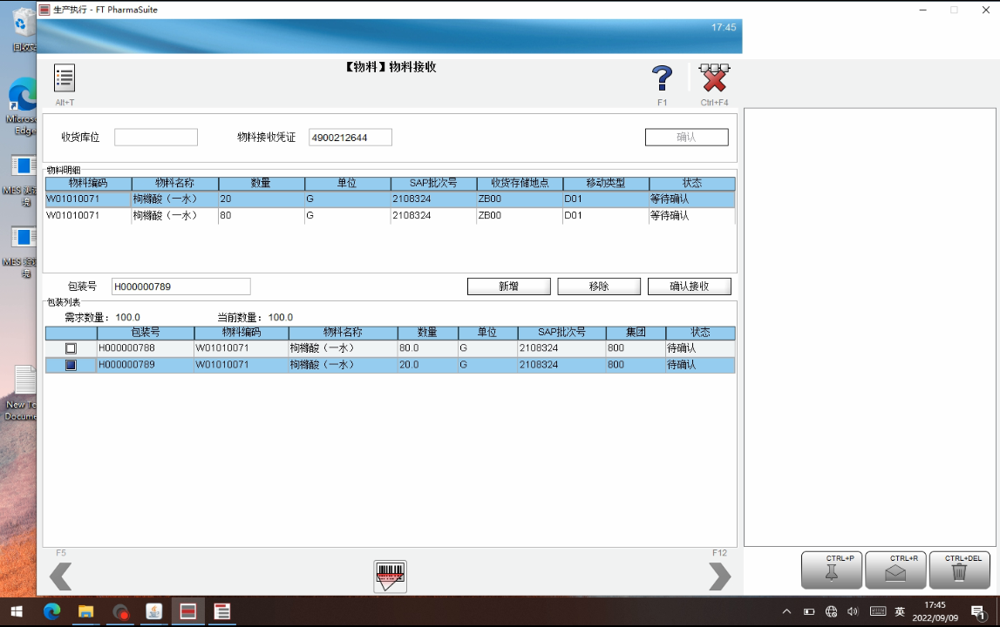 生产执行 - FT PharmaSuite
17:45
回收站
【物料】物料接收
Alt+T
F1
Ctrl+F4
Microso
Edge
收货库位
物料接收凭证
4900212644
确认
物料明细
物料编码 物料名称 数量 单位 SAP批次号 收货存储地点 移动类型 状态
W01010071 枸橼酸（一水） 20 G 2108324 ZB00 D01 等待确认
W01010071 枸橼酸（一水） 80 G 2108324 ZB00 D01 等待确认
MES
境
MES
境
包装号
H000000789
新增
移除
确认接收
包装列表
需求数量： 100.0
当前数量： 100.0
包装号 物料编码 物料名称 数量 单位 SAP批次号 集团 状态
H000000788 W01010071 枸橼酸（一水） 80.0 G 2108324 800 待确认
H000000789 W01010071 枸橼酸（一水） 20.0 G 2108324 800 待确认
New Te
Docume
F5
F12
CTRL+P
CTRL+R
CTRL+DEL
英
17:45
2022/09/09
1